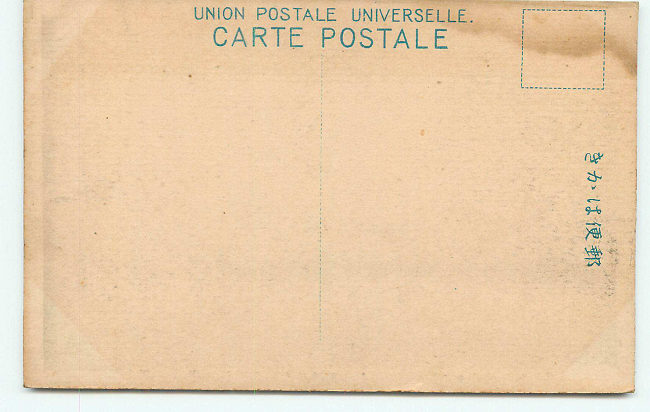 UNION POSTALE UNIVERSELLE.
CARTE POSTALE
きかは便郵